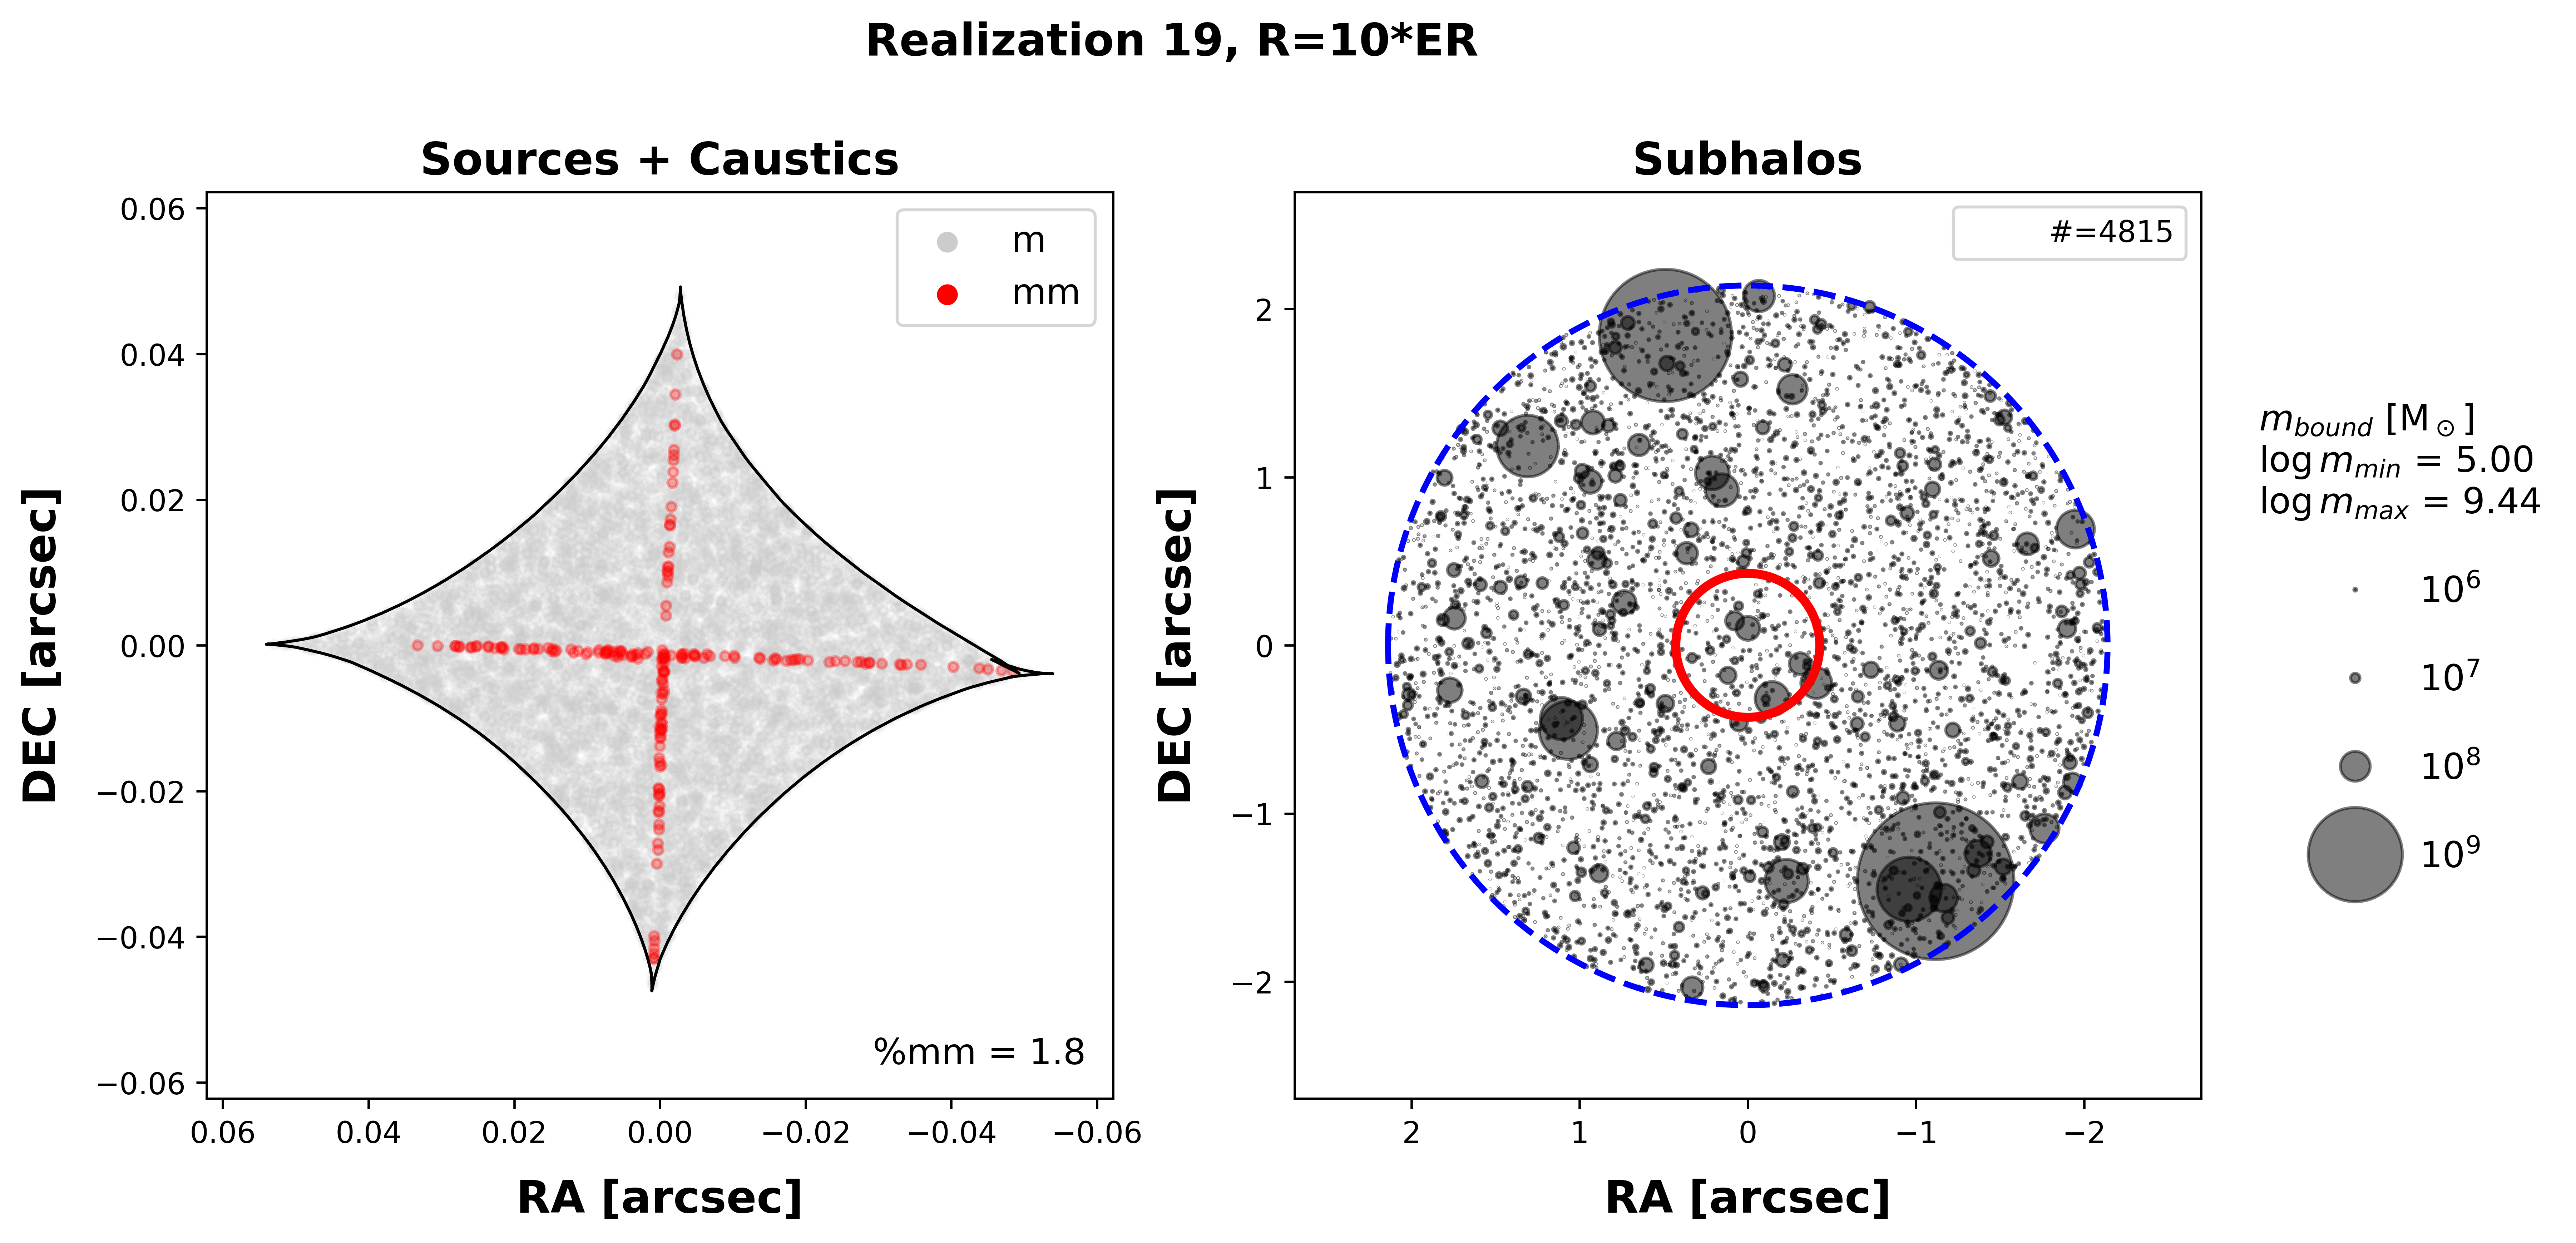 Realization 19, R=10*ER
Sources + Caustics
m
mm
%mm = 1.8
0.06
0.04
0.02
0.00
−0.02
−0.04
−0.06
DEC [arcsec]
0.06
0.04
0.02
0.00
−0.02
−0.04
−0.06
RA [arcsec]
Subhalos
#=4815
2
1
0
−1
−2
DEC [arcsec]
2
1
0
−1
−2
RA [arcsec]
m_bound [M_⊙]
log m_min = 5.00
log m_max = 9.44
10^6
10^7
10^8
10^9